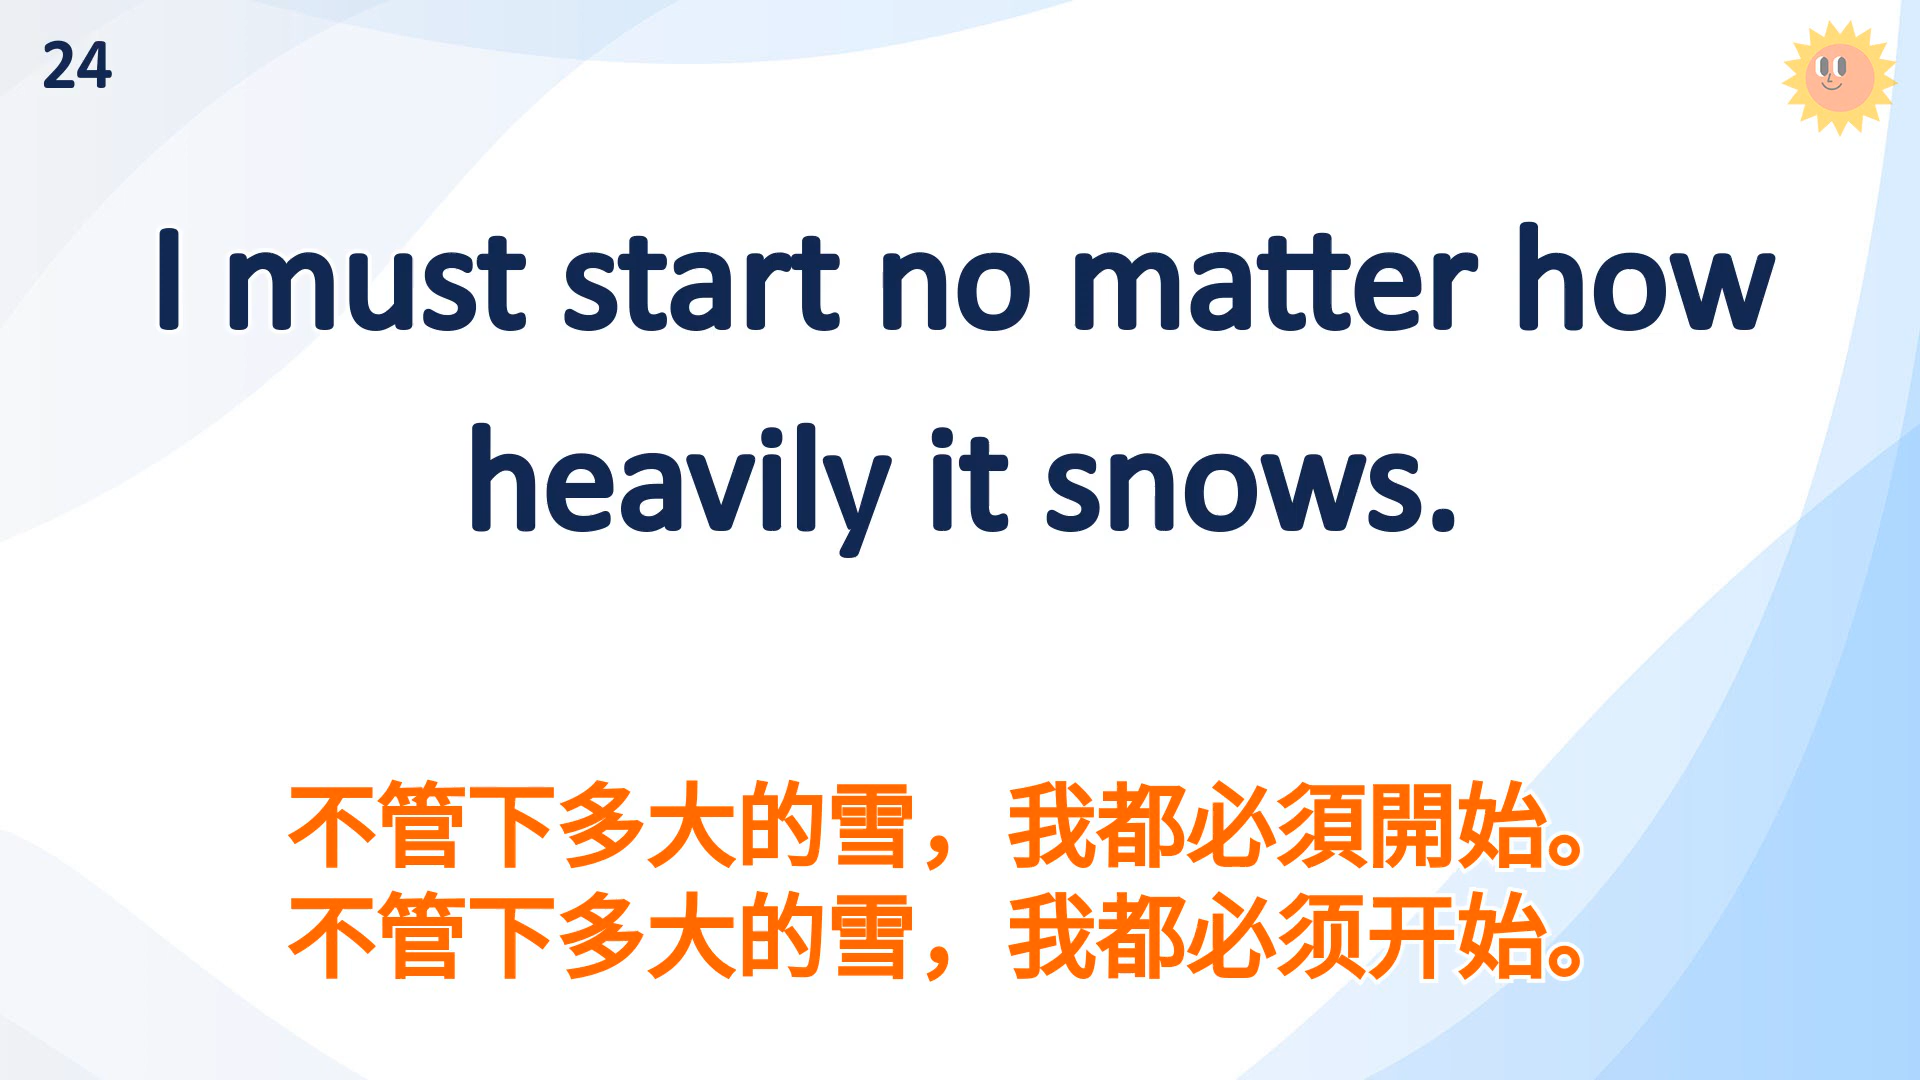 24
I must start no matter how
heavily it snows.
不管下多大的雪，我都必須開始。
不管下多大的雪，我都必须开始。